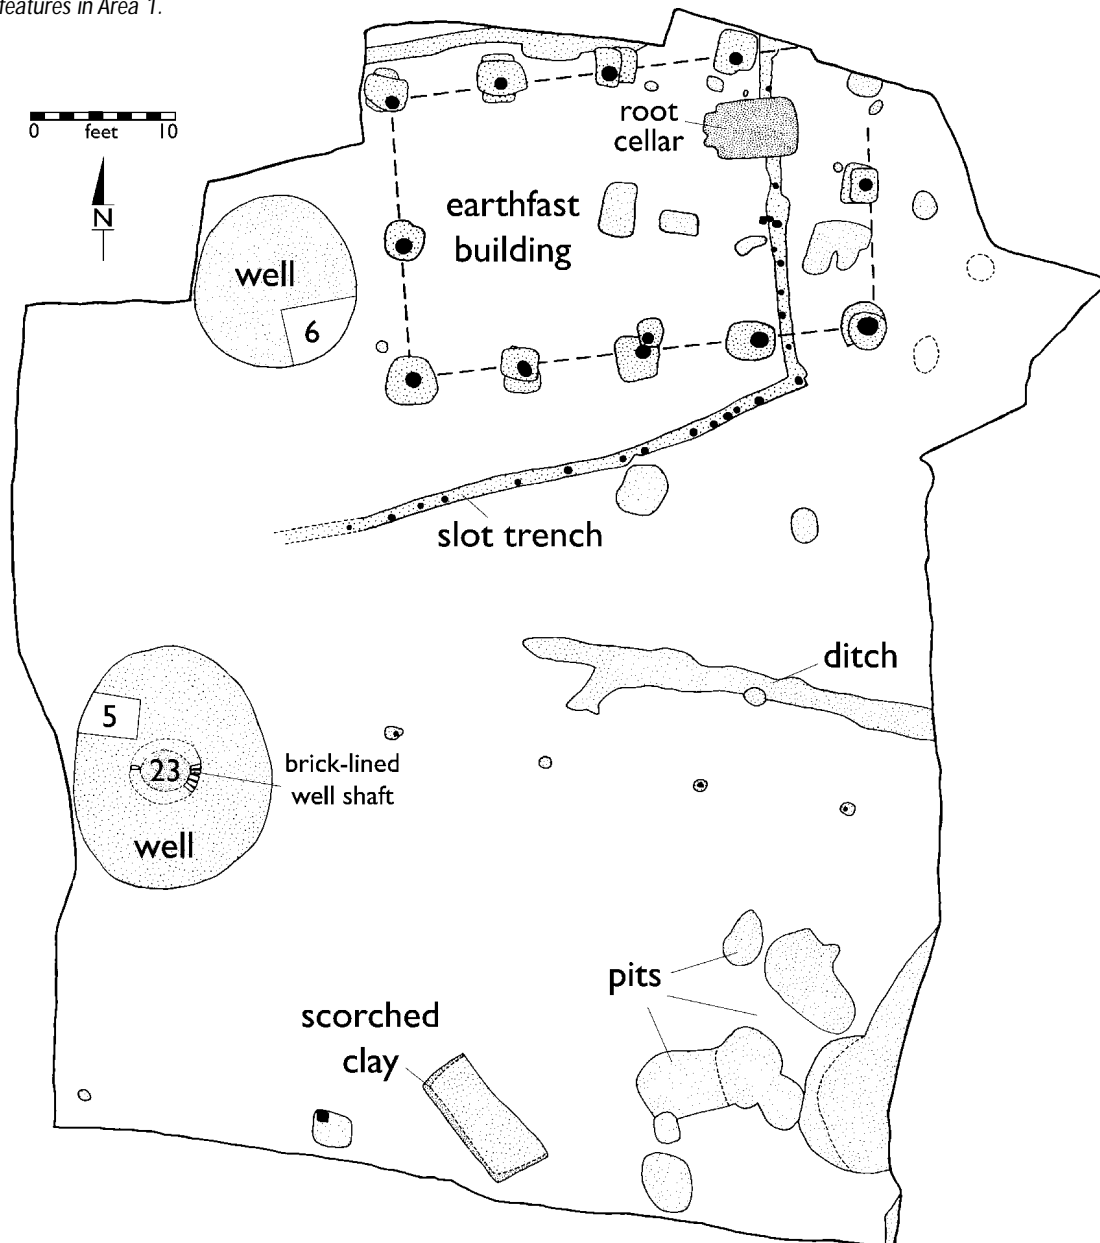 features in Area 1.
0 feet 10
N
root
cellar
earthfast
building
well
6
slot trench
ditch
5
23
brick-lined
well shaft
well
pits
scorched
clay